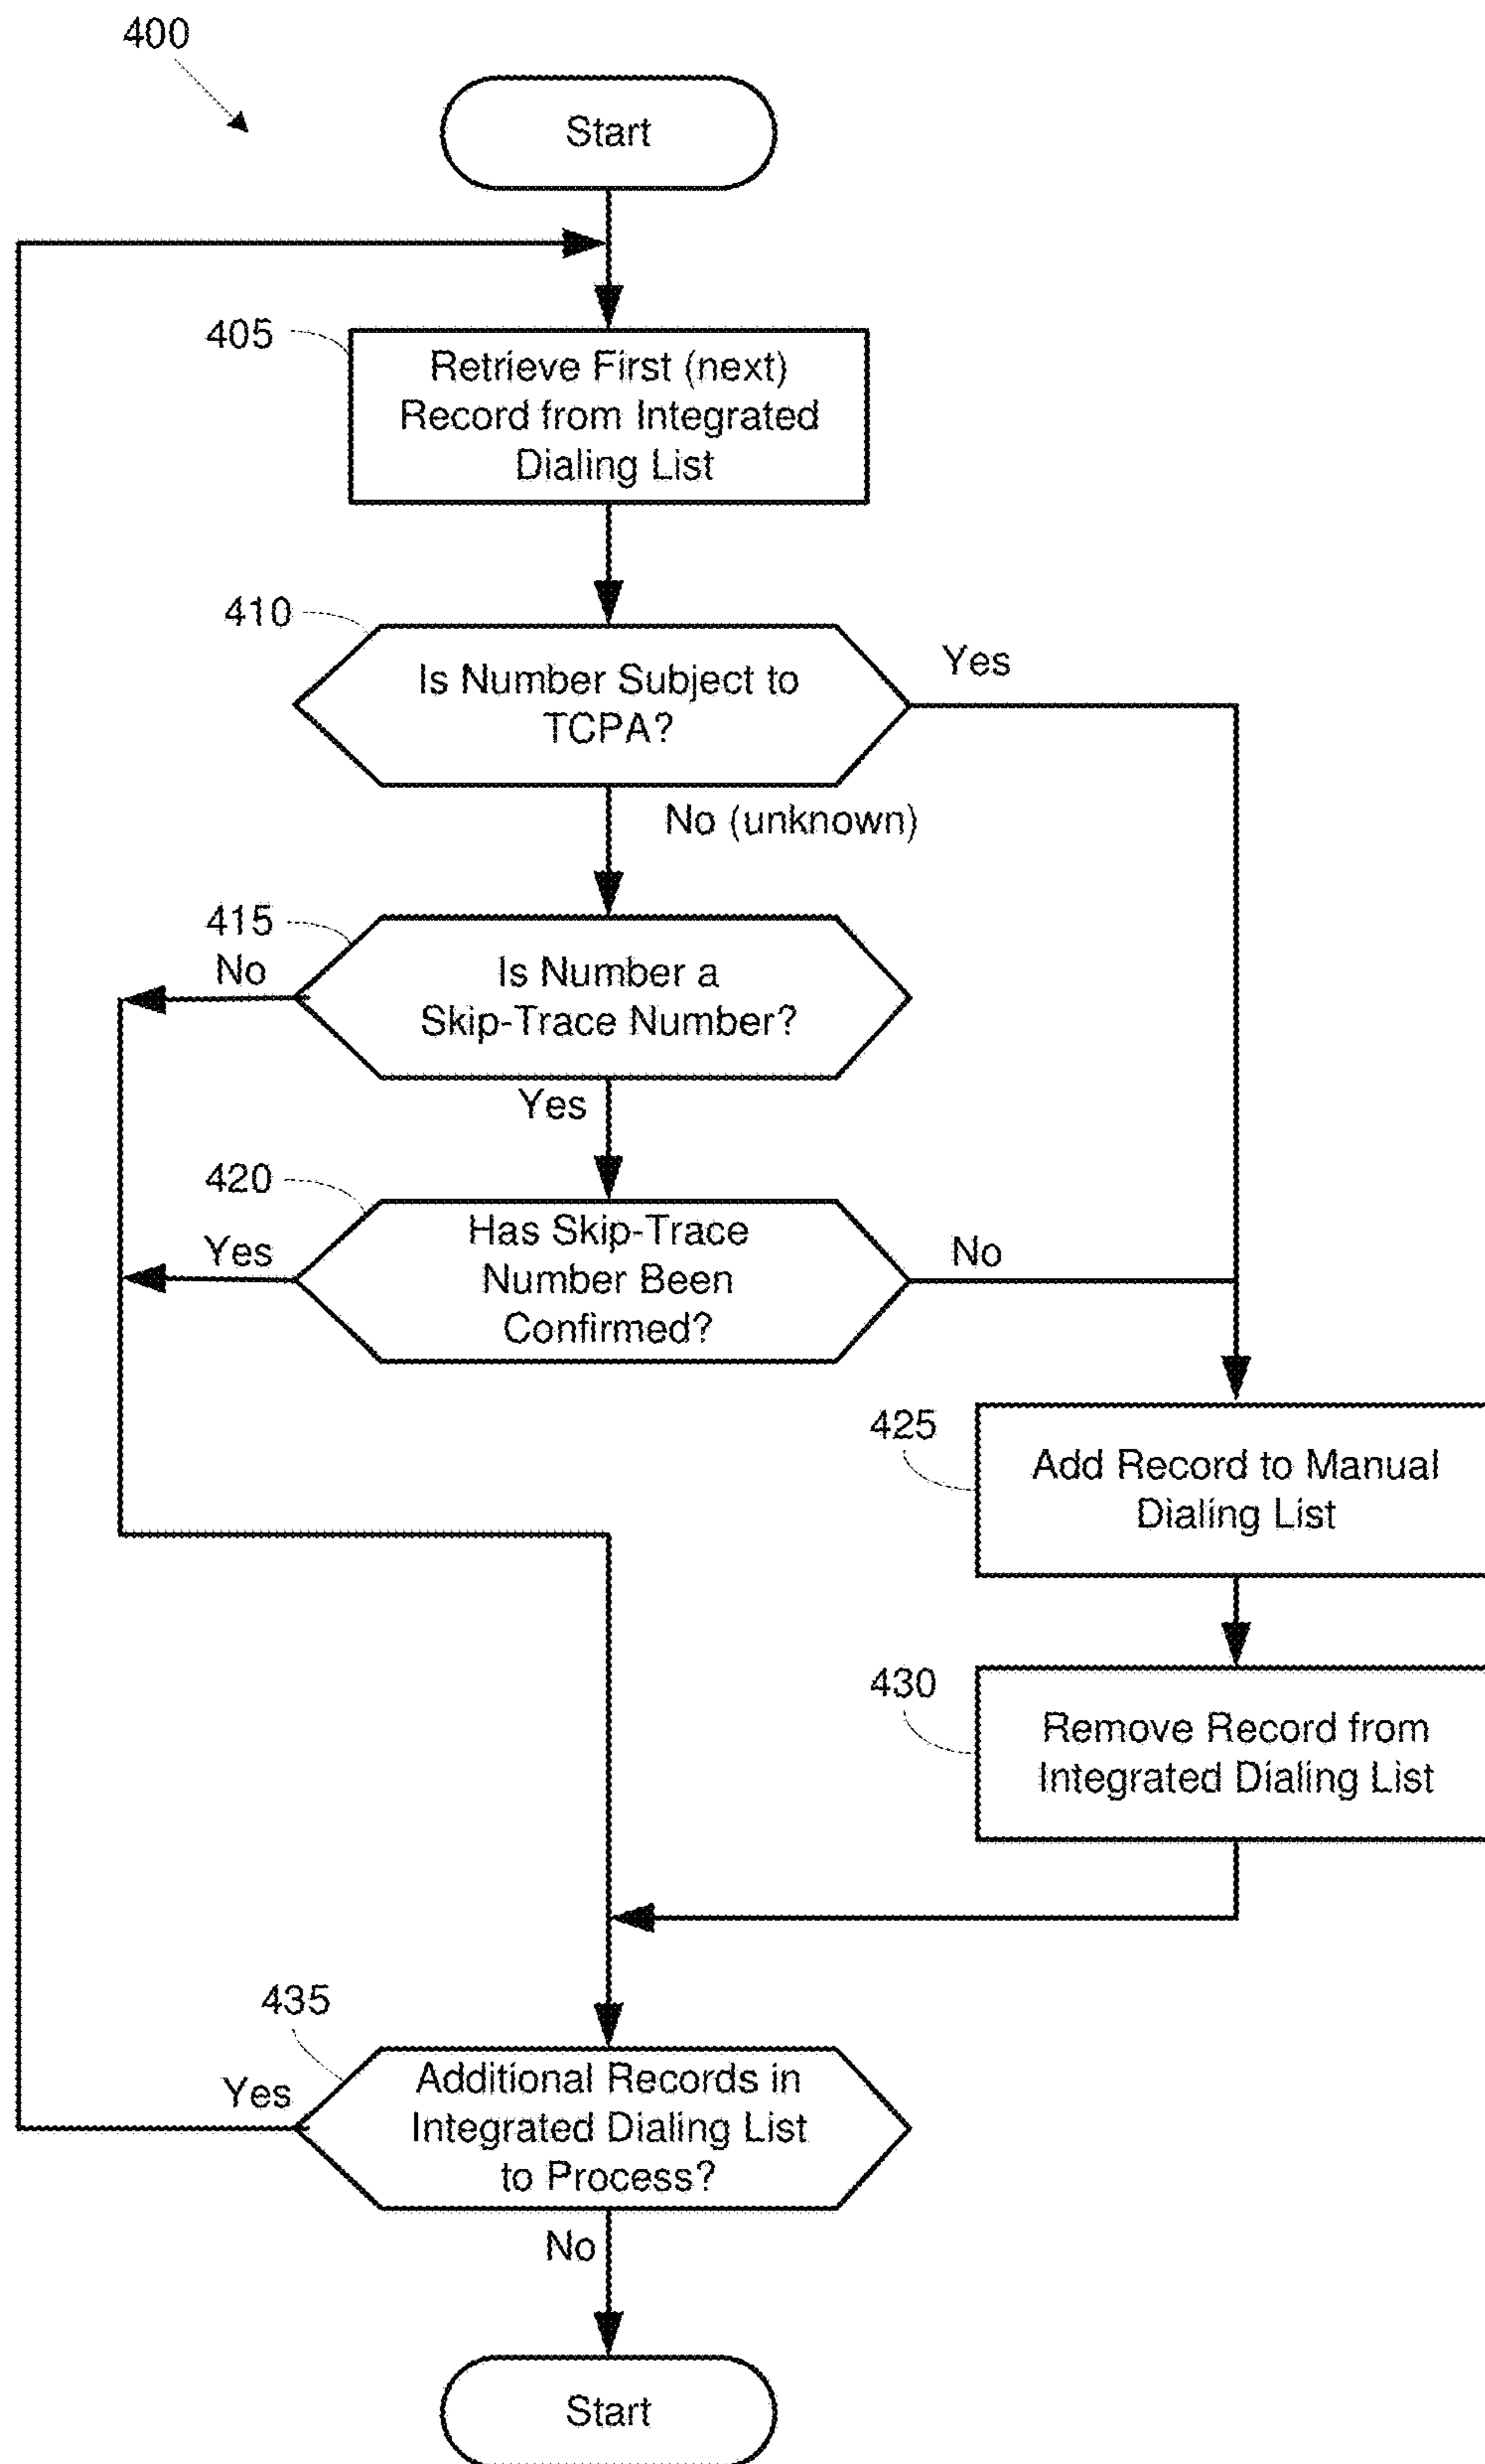 400
Start
405
Retrieve First (next)
Record from Integrated
Dialing List
410
Is Number Subject to
TCPA?
Yes
No (unknown)
415
No
Is Number a
Skip-Trace Number?
Yes
420
Yes
Has Skip-Trace
Number Been
Confirmed?
No
425
Add Record to Manual
Dialing List
430
Remove Record from
Integrated Dialing List
435
Yes
Additional Records in
Integrated Dialing List
to Process?
No
Start